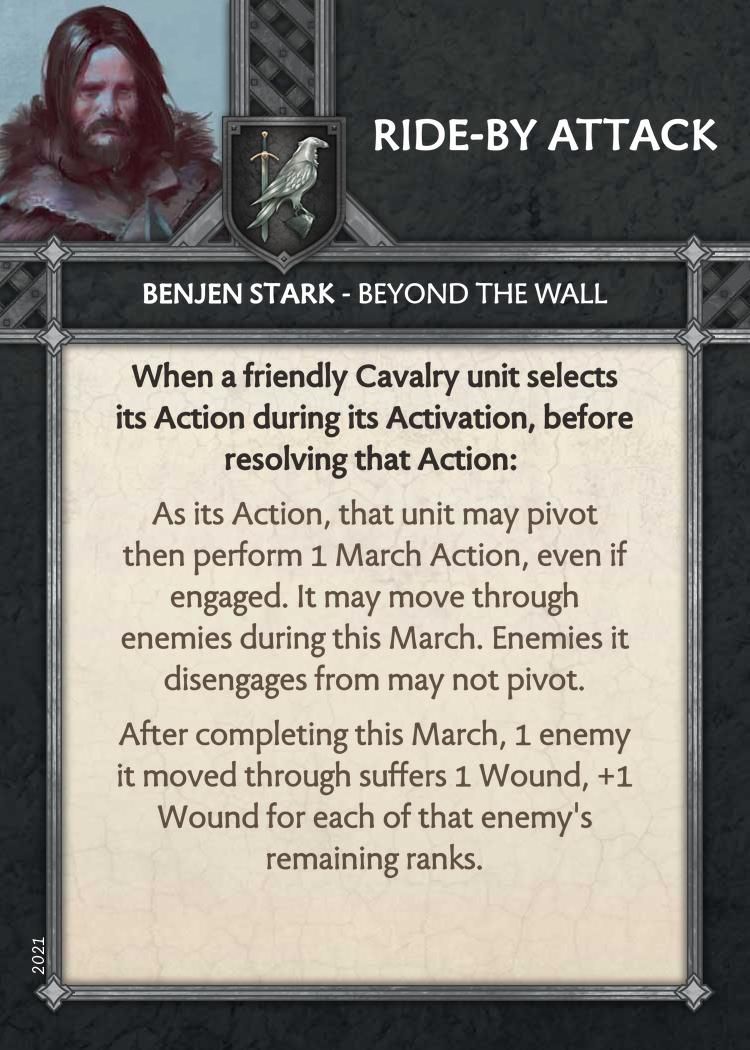 RIDE-BY ATTACK
BENJEN STARK - BEYOND THE WALL
When a friendly Cavalry unit selects
its Action during its Activation, before
resolving that Action:
As its Action, that unit may pivot
then perform 1 March Action, even if
engaged. It may move through
enemies during this March. Enemies it
disengages from may not pivot.
After completing this March, 1 enemy
it moved through suffers 1 Wound, +1
Wound for each of that enemy's
remaining ranks.
2021